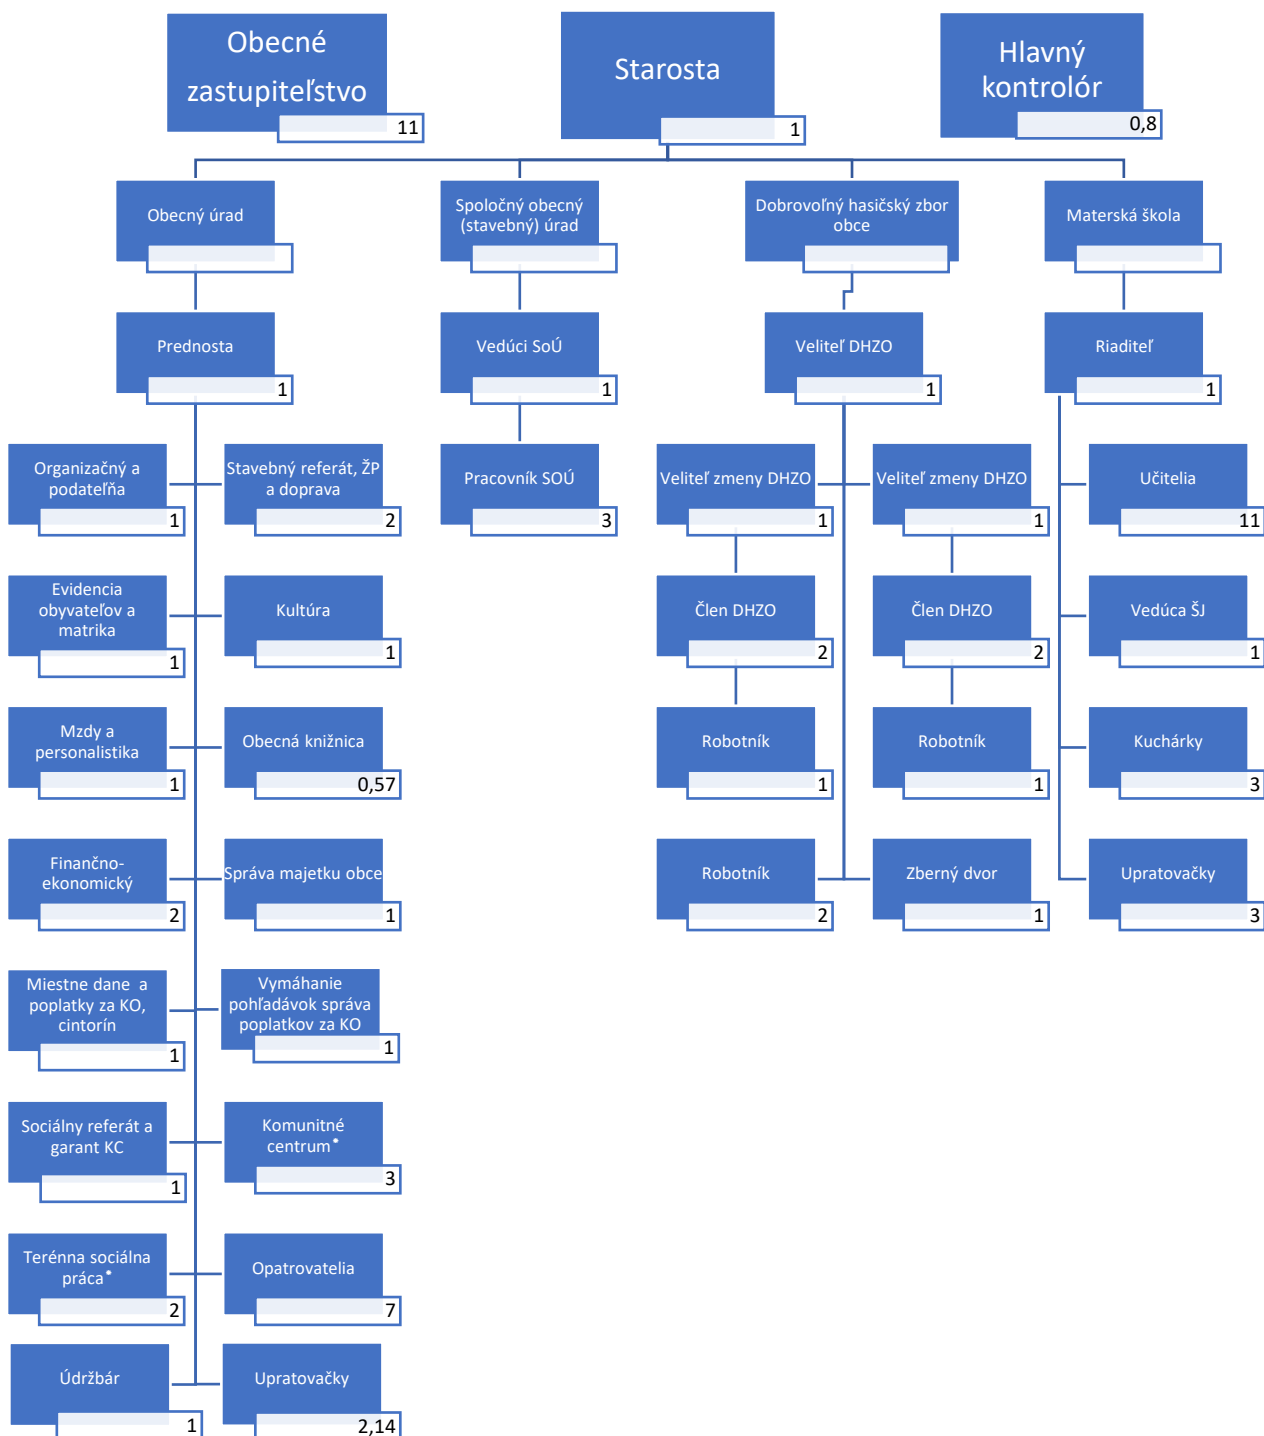 Obecné
zastupiteľstvo
11
Starosta
1
Hlavný
kontrolór
0,8
Obecný úrad
Spoločný obecný
(stavebný) úrad
Dobrovoľný hasičský zbor
obce
Materská škola
Prednosta
1
Vedúci SoÚ
1
Veliteľ DHZO
1
Riaditeľ
1
Organizačný a
podateľňa
1
Stavebný referát, ŽP
a doprava
2
Pracovník SOÚ
3
Veliteľ zmeny DHZO
1
Veliteľ zmeny DHZO
1
Učitelia
11
Evidencia
obyvateľov a
matrika
1
Kultúra
1
Člen DHZO
2
Člen DHZO
2
Vedúca ŠJ
1
Mzdy a
personalistika
1
Obecná knižnica
0,57
Robotník
1
Robotník
1
Kuchárky
3
Finančno-
ekonomický
2
Správa majetku obce
1
Robotník
2
Zberný dvor
1
Upratovačky
3
Miestne dane a
poplatky za KO,
cintorín
1
Vymáhanie
pohľadávok správa
poplatkov za KO
1
Sociálny referát a
garant KC
1
Komunitné
centrum*
3
Terénna sociálna
práca*
2
Opatrovatelia
7
Údržbár
1
Upratovačky
2,14